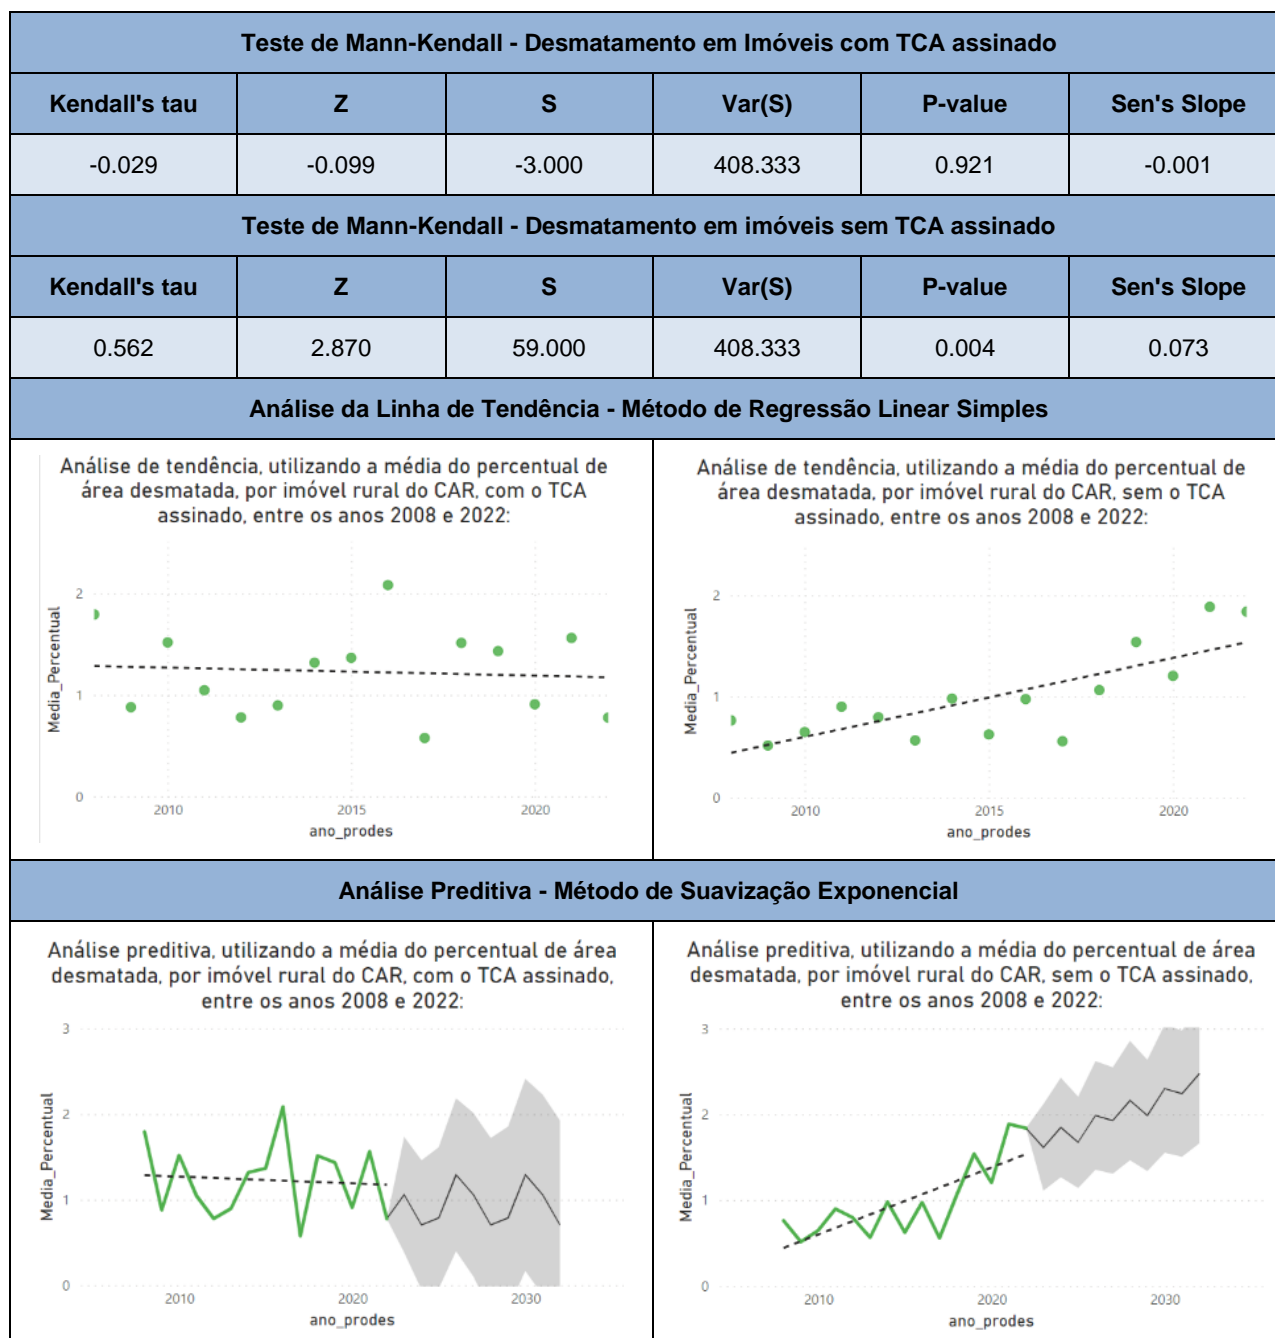 Teste de Mann-Kendall - Desmatamento em Imóveis com TCA assinado
Kendall's tau Z S Var(S) P-value Sen's Slope
-0.029 -0.099 -3.000 408.333 0.921 -0.001
Teste de Mann-Kendall - Desmatamento em imóveis sem TCA assinado
Kendall's tau Z S Var(S) P-value Sen's Slope
0.562 2.870 59.000 408.333 0.004 0.073
Análise da Linha de Tendência - Método de Regressão Linear Simples
Análise de tendência, utilizando a média do percentual de
área desmatada, por imóvel rural do CAR, com o TCA
assinado, entre os anos 2008 e 2022:
2
1
0
Media_Percentual
2010 2015 2020
ano_prodes
Análise de tendência, utilizando a média do percentual de
área desmatada, por imóvel rural do CAR, sem o TCA
assinado, entre os anos 2008 e 2022:
2
1
0
Media_Percentual
2010 2015 2020
ano_prodes
Análise Preditiva - Método de Suavização Exponencial
Análise preditiva, utilizando a média do percentual de área
desmatada, por imóvel rural do CAR, com o TCA assinado,
entre os anos 2008 e 2022:
3
2
1
0
Media_Percentual
2010 2020 2030
ano_prodes
Análise preditiva, utilizando a média do percentual de área
desmatada, por imóvel rural do CAR, sem o TCA assinado,
entre os anos 2008 e 2022:
3
2
1
0
Media_Percentual
2010 2020 2030
ano_prodes